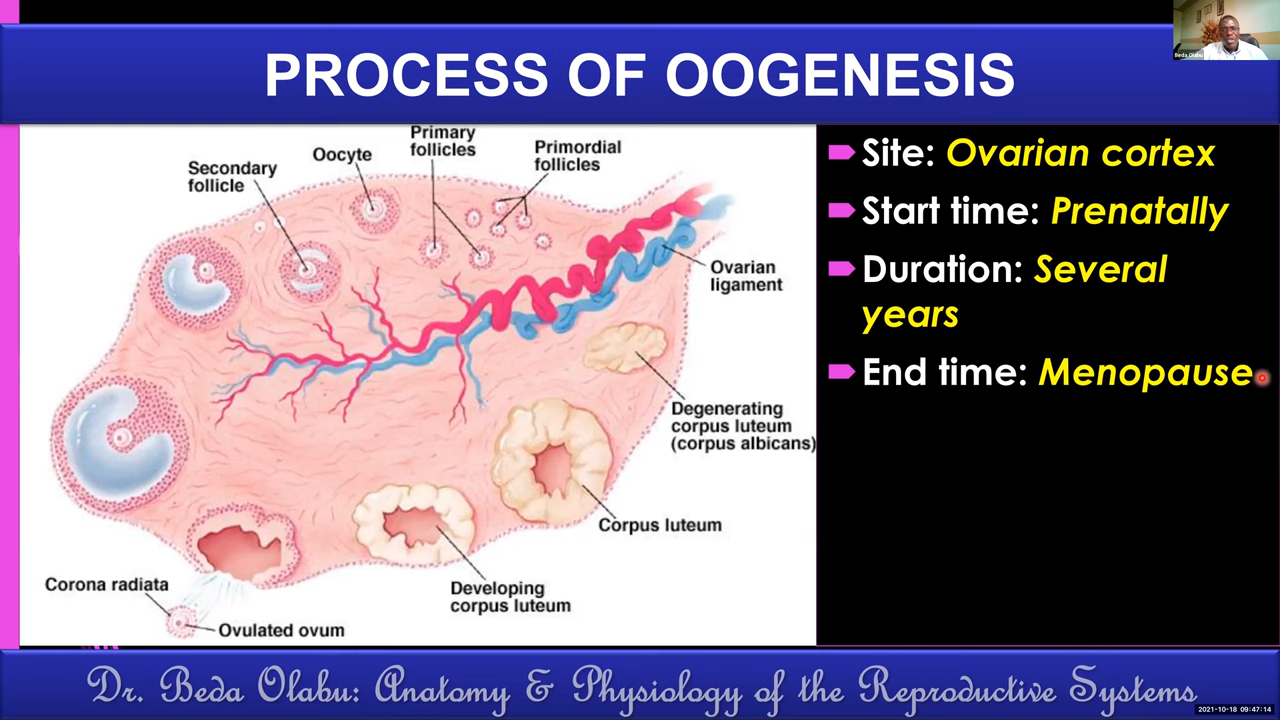 Beda Olabu
PROCESS OF OOGENESIS
Primary
follicles
Primordial
follicles
Oocyte
Secondary
follicle
Ovarian
ligament
Degenerating
corpus luteum
(corpus albicans)
Corpus luteum
Developing
corpus luteum
Corona radiata
Ovulated ovum
Site: Ovarian cortex
Start time: Prenatally
Duration: Several
years
End time: Menopause
Dr. Beda Olabu: Anatomy & Physiology of the Reproductive Systems
2021-10-18 09:47:14